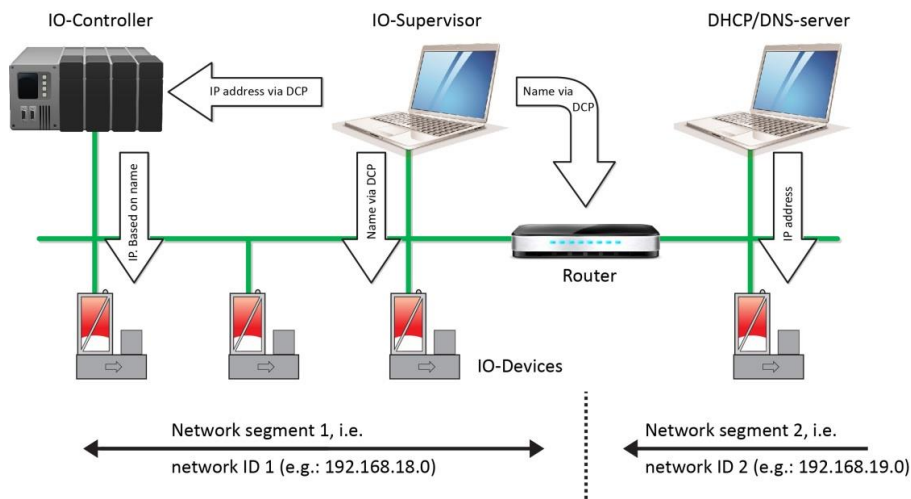 IO-Controller
IO-Supervisor
DHCP/DNS-server
IP address via DCP
Name via
DCP
IP. Based on name
Name via DCP
IP address
Router
IO-Devices
Network segment 1, i.e.
network ID 1 (e.g.: 192.168.18.0)
Network segment 2, i.e.
network ID 2 (e.g.: 192.168.19.0)